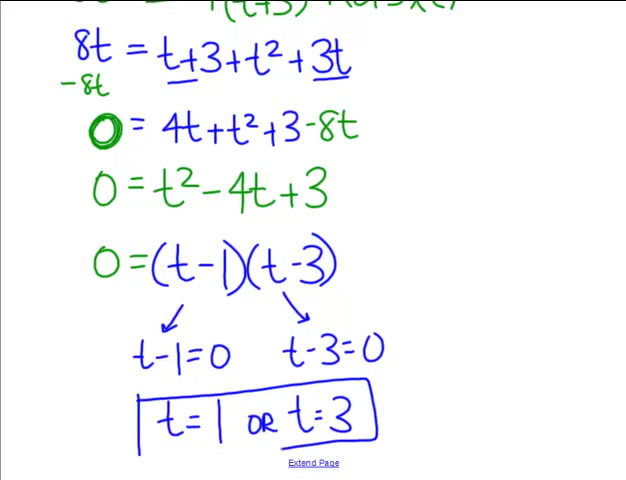 8t = t+3+t²+3t
-8t
0 = 4t+t²+3-8t
0 = t²-4t+3
0 = (t-1)(t-3)
t-1=0 t-3=0
t=1 OR t=3
Extend Page